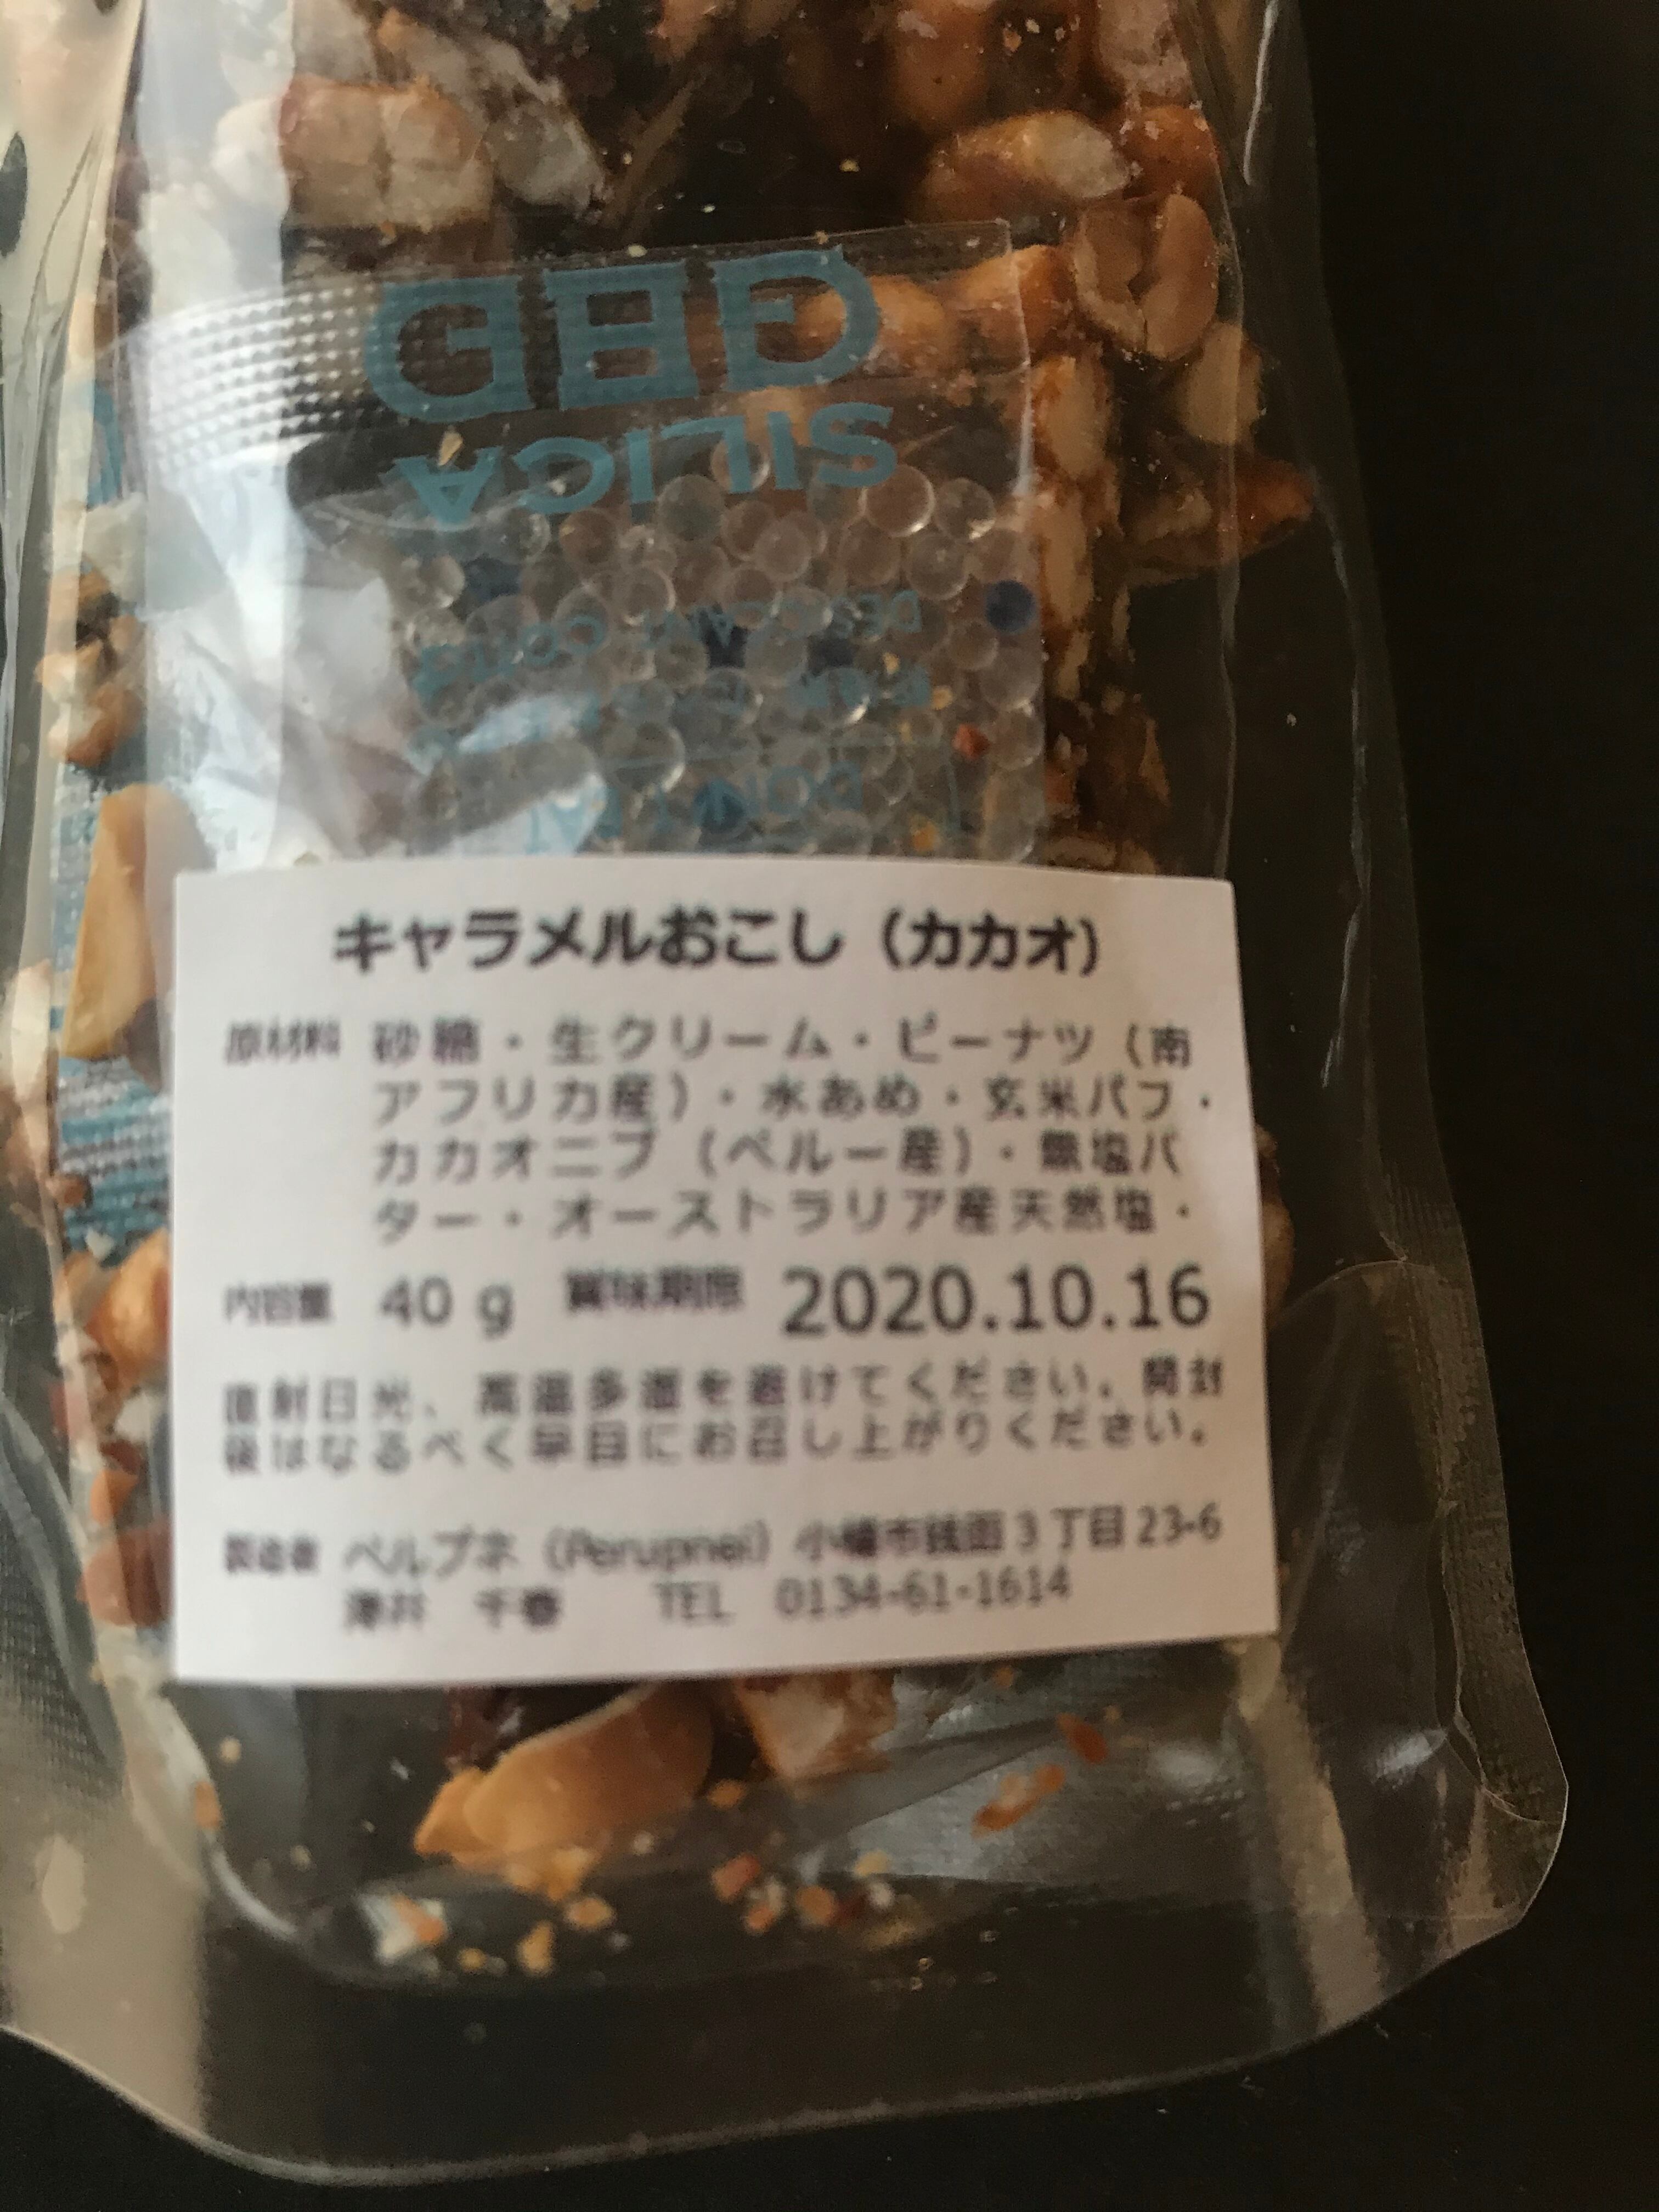 SILICA
GEL
DESICCANT
DON'T EAT
キャラメルおこし（カカオ）
原材料 砂糖・生クリーム・ピーナツ（南
アフリカ産）・水あめ・玄米パフ・
カカオニブ（ペルー産）・無塩バ
ター・オーストラリア産天然塩・
内容量 40 g 賞味期限 2020.10.16
直射日光、高温多湿を避けてください。開封
後はなるべく早目にお召し上がりください。
製造者 ペルプネ（Perupnei）小樽市銭函3丁目23-6
薄井 千春 TEL 0134-61-1614